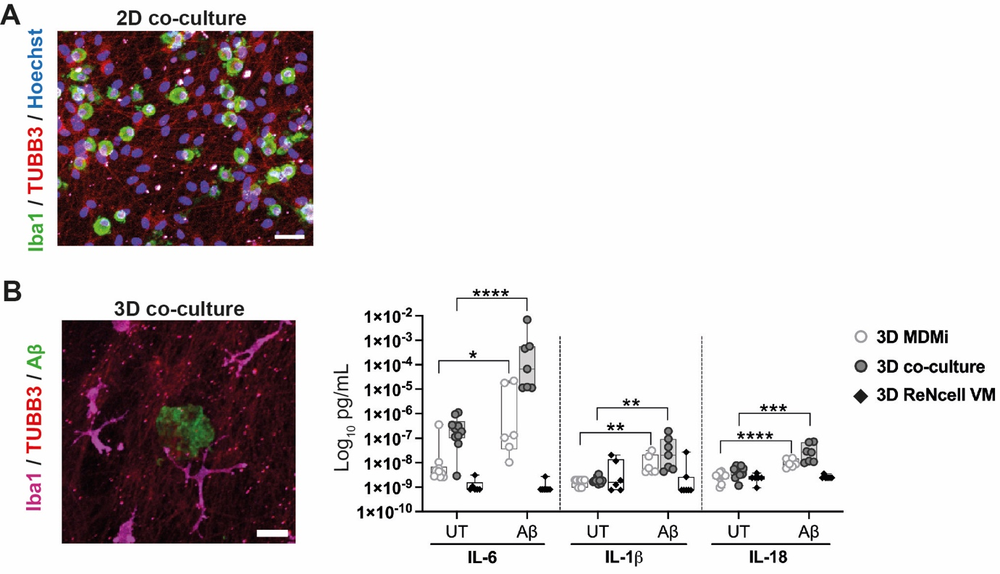 A
2D co-culture
Iba1 / TUBB3 / Hoechst
B
3D co-culture
Iba1 / TUBB3 / Aβ
Log₁₀ pg/mL
1×10⁻²
1×10⁻³
1×10⁻⁴
1×10⁻⁵
1×10⁻⁶
1×10⁻⁷
1×10⁻⁸
1×10⁻⁹
1×10⁻¹⁰
****
*
**
**
***
****
UT Aβ UT Aβ UT Aβ
IL-6 IL-1β IL-18
3D MDMi
3D co-culture
3D ReNcell VM